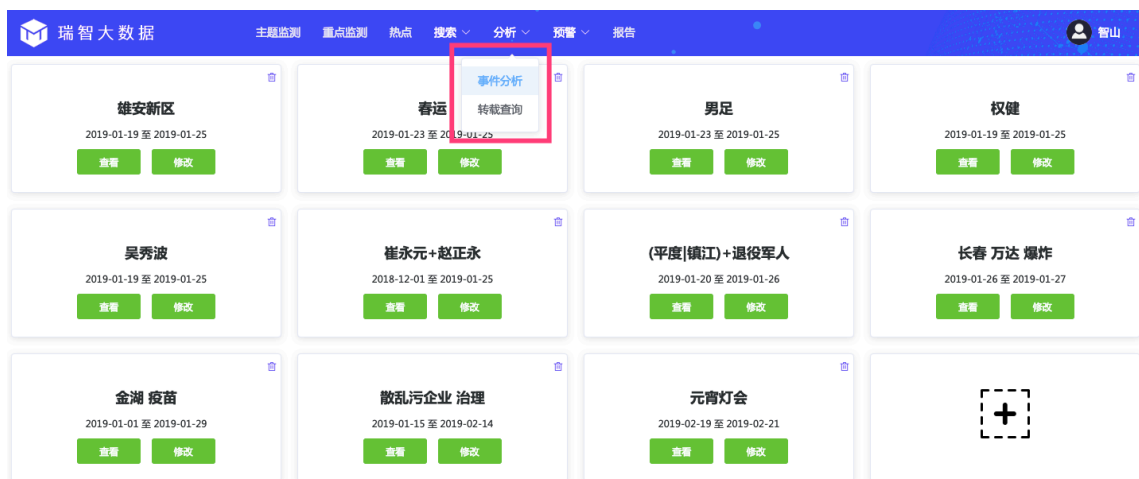 瑞智大数据 主题监测 重点监测 热点 搜索 分析 预警 报告 智山
事件分析
转载查询
雄安新区 春运 男足 权健
2019-01-19 至 2019-01-25 2019-01-23 至 2019-01-25 2019-01-23 至 2019-01-25 2019-01-19 至 2019-01-25
查看 修改 查看 修改 查看 修改 查看 修改
吴秀波 崔永元+赵正永 (平度|镇江)+退役军人 长春 万达 爆炸
2019-01-19 至 2019-01-25 2018-12-01 至 2019-01-25 2019-01-20 至 2019-01-26 2019-01-26 至 2019-01-27
查看 修改 查看 修改 查看 修改 查看 修改
金湖 疫苗 散乱污企业 治理 元宵灯会
2019-01-01 至 2019-01-29 2019-01-15 至 2019-02-14 2019-02-19 至 2019-02-21
查看 修改 查看 修改 查看 修改